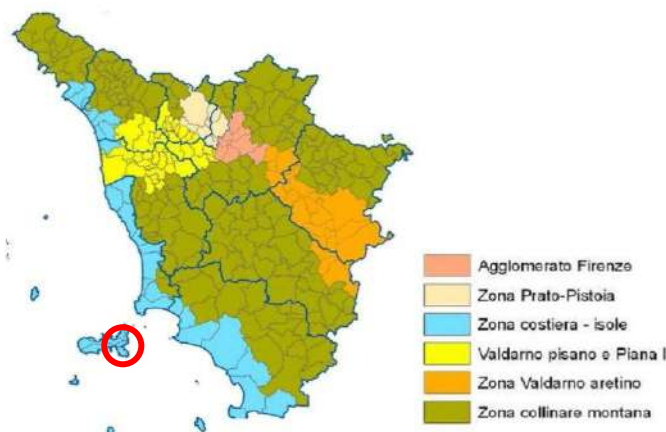 Agglomerato Firenze
Zona Prato-Pistoia
Zona costiera - isole
Valdarno pisano e Piana l
Zona Valdarno aretino
Zona collinare montana